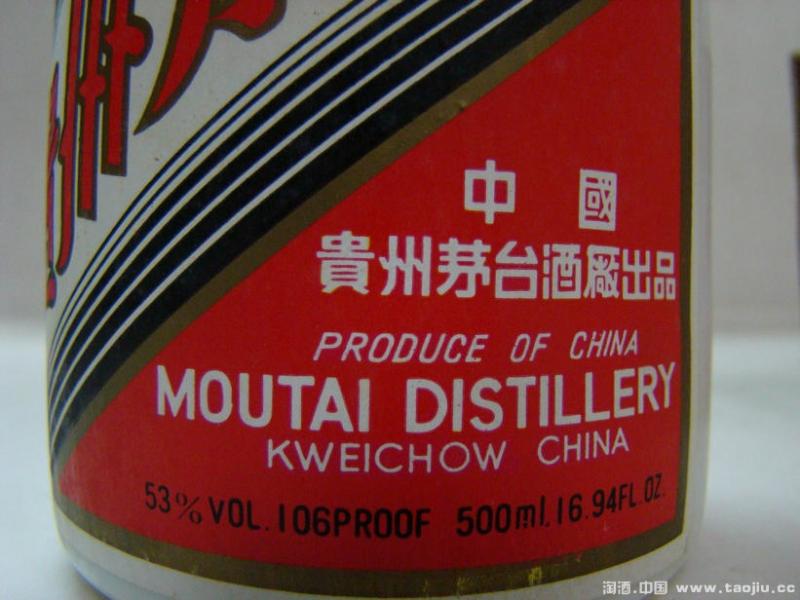 中國
貴州茅台酒廠出品
PRODUCE OF CHINA
MOUTAI DISTILLERY
KWEICHOW CHINA
53% VOL. 106PROOF 500ml. 16.94FL.OZ.
淘酒.中国 www.taojiu.cc